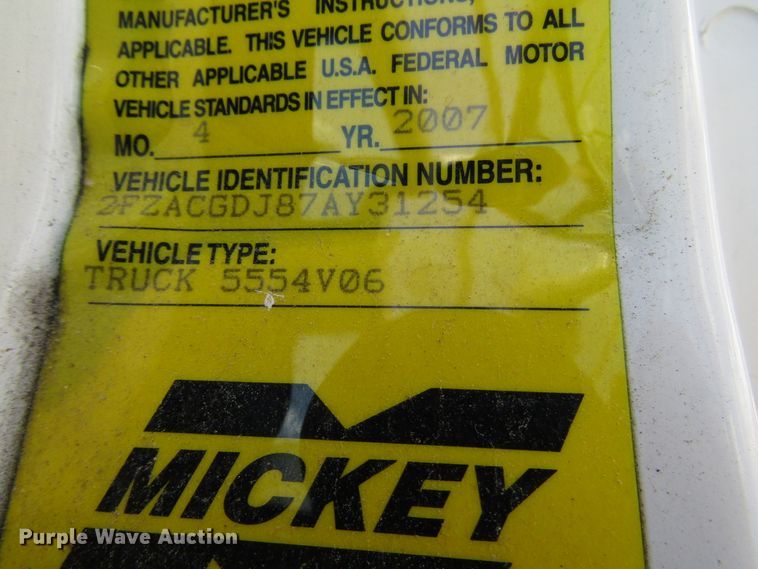 MANUFACTURER'S INSTRUCTIONS,
APPLICABLE. THIS VEHICLE CONFORMS TO ALL
OTHER APPLICABLE U.S.A. FEDERAL MOTOR
VEHICLE STANDARDS IN EFFECT IN:
MO. 4 YR. 2007
VEHICLE IDENTIFICATION NUMBER:
2FZACGDJ87AY31254
VEHICLE TYPE:
TRUCK 5554V06
MICKEY
Purple Wave Auction